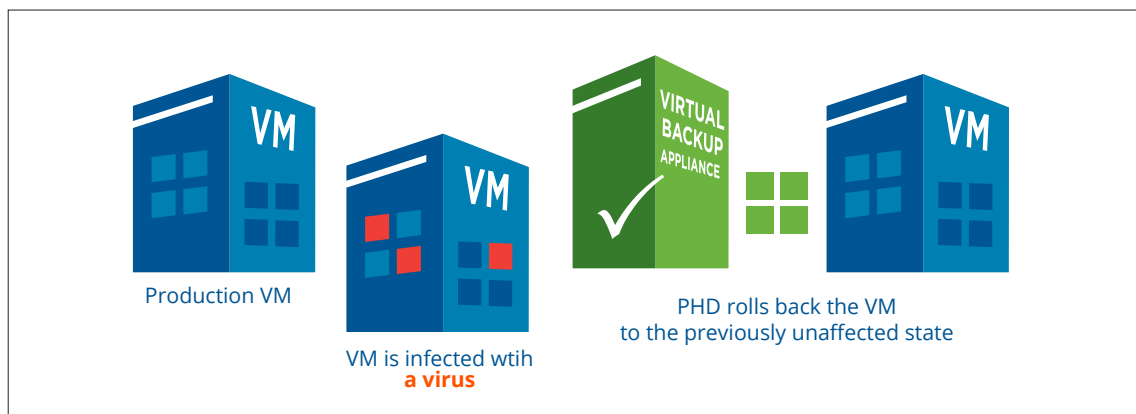 VM
Production VM
VM
VM is infected wtih
a virus
VIRTUAL
BACKUP
APPLIANCE
VM
PHD rolls back the VM
to the previously unaffected state